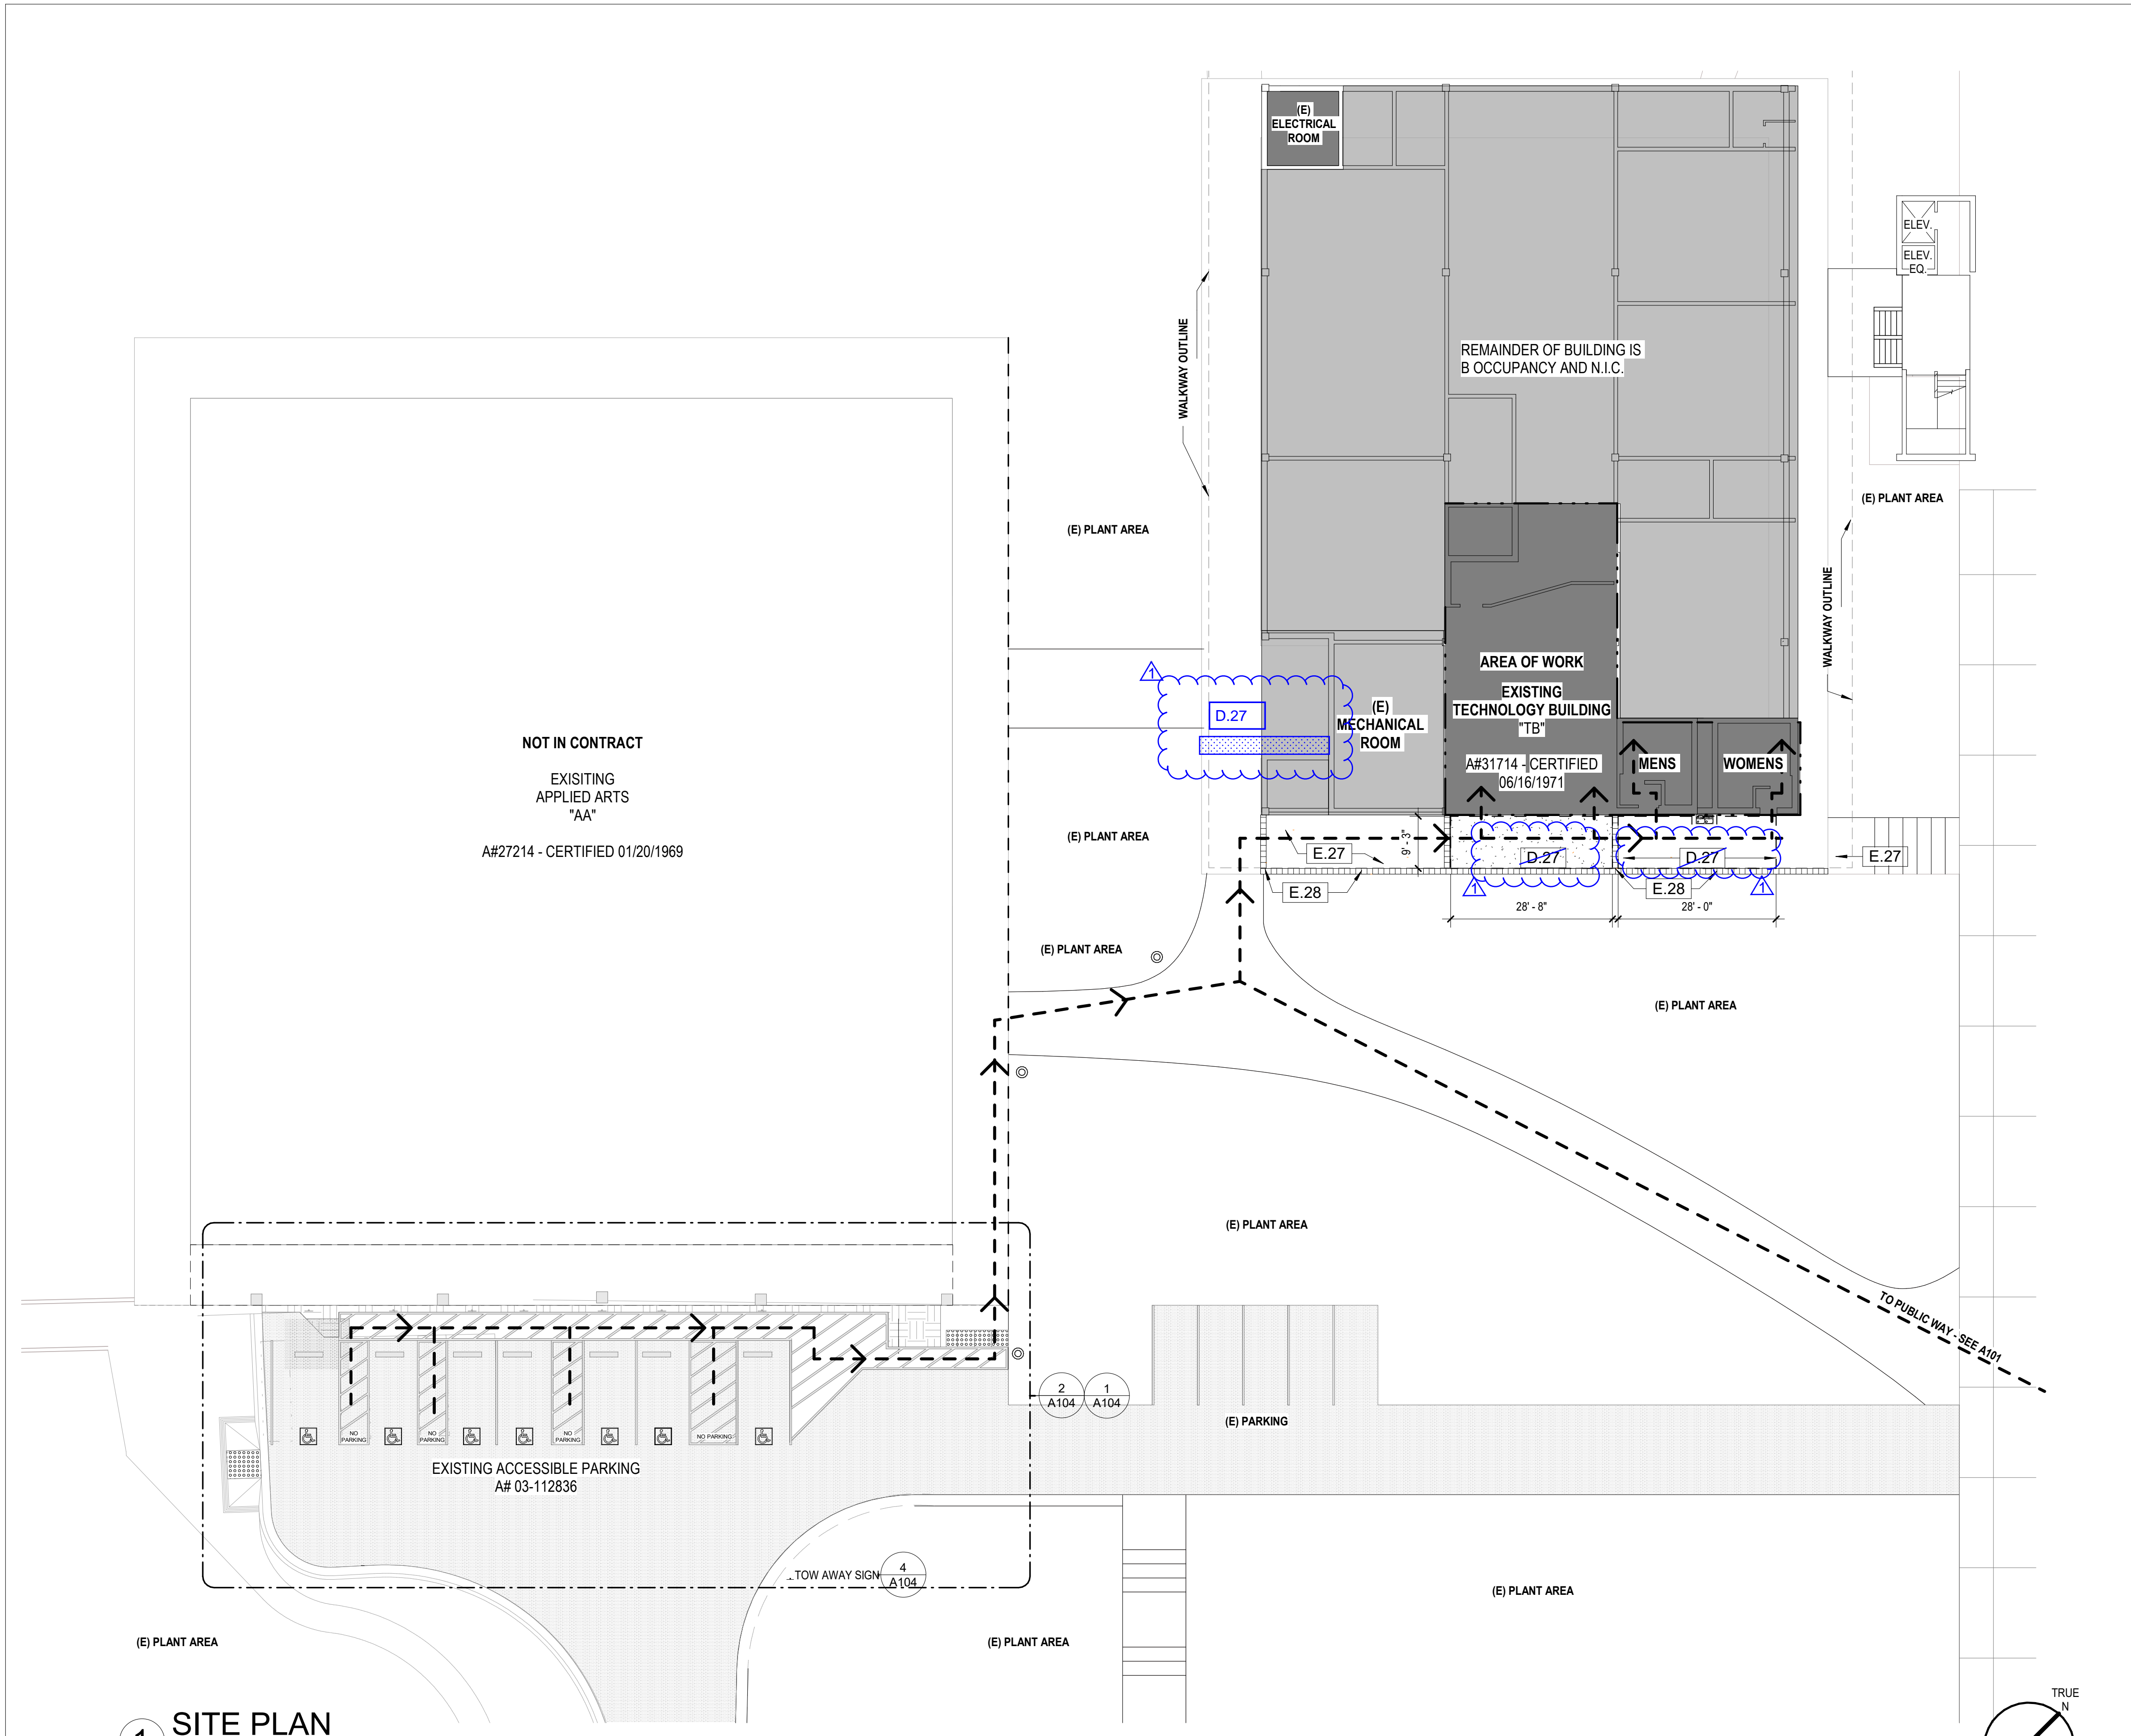 (E)
ELECTRICAL
ROOM
ELEV.
ELEV.
EQ.
WALKWAY OUTLINE
REMAINDER OF BUILDING IS
B OCCUPANCY AND N.I.C.
(E) PLANT AREA
(E) PLANT AREA
WALKWAY OUTLINE
AREA OF WORK
EXISTING
TECHNOLOGY BUILDING
"TB"
A#31714 - CERTIFIED
06/16/1971
1
D.27
(E)
MECHANICAL
ROOM
MENS
WOMENS
NOT IN CONTRACT
EXISITING
APPLIED ARTS
"AA"
A#27214 - CERTIFIED 01/20/1969
(E) PLANT AREA
9' - 3"
E.27
D.27
D.27
E.27
E.28
1
E.28
1
28' - 8"
28' - 0"
(E) PLANT AREA
(E) PLANT AREA
(E) PLANT AREA
TO PUBLIC WAY - SEE A101
2
A104
1
A104
(E) PARKING
NO
PARKING
NO
PARKING
NO
PARKING
NO PARKING
EXISTING ACCESSIBLE PARKING
A# 03-112836
TOW AWAY SIGN
4
A104
(E) PLANT AREA
(E) PLANT AREA
(E) PLANT AREA
1
SITE PLAN
TRUE
N